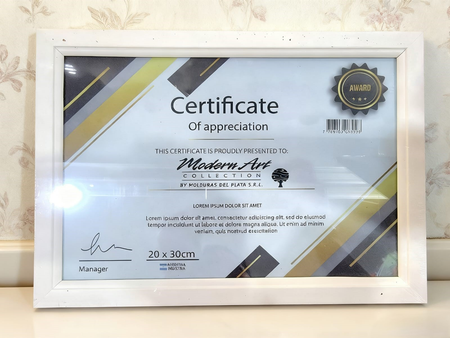 AWARD
Certificate
Of appreciation
THIS CERTIFICATE IS PROUDLY PRESENTED TO:
Modern Art
COLLECTION
BY MOLDURAS DEL PLATA S.R.L.
LOREM IPSUM DOLOR SIT AMET
Lorem ipsum dolor sit amet, consectetur adipiscing elit, sed do eiusmod
tempor incididunt ut labore et dolore magna aliqua. Ut enim ad minim
veniam, quis nostrud exercitation
Manager
20 x 30cm